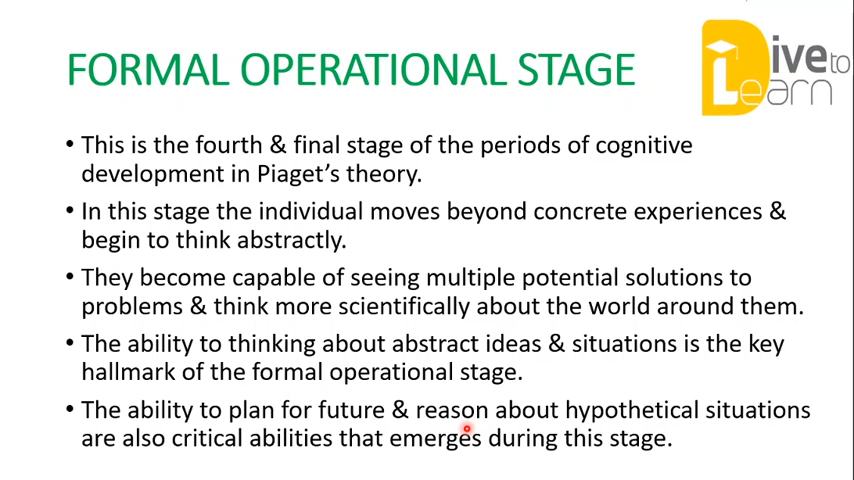 FORMAL OPERATIONAL STAGE
Dive to
Learn
• This is the fourth & final stage of the periods of cognitive
development in Piaget's theory.
• In this stage the individual moves beyond concrete experiences &
begin to think abstractly.
• They become capable of seeing multiple potential solutions to
problems & think more scientifically about the world around them.
• The ability to thinking about abstract ideas & situations is the key
hallmark of the formal operational stage.
• The ability to plan for future & reason about hypothetical situations
are also critical abilities that emerges during this stage.